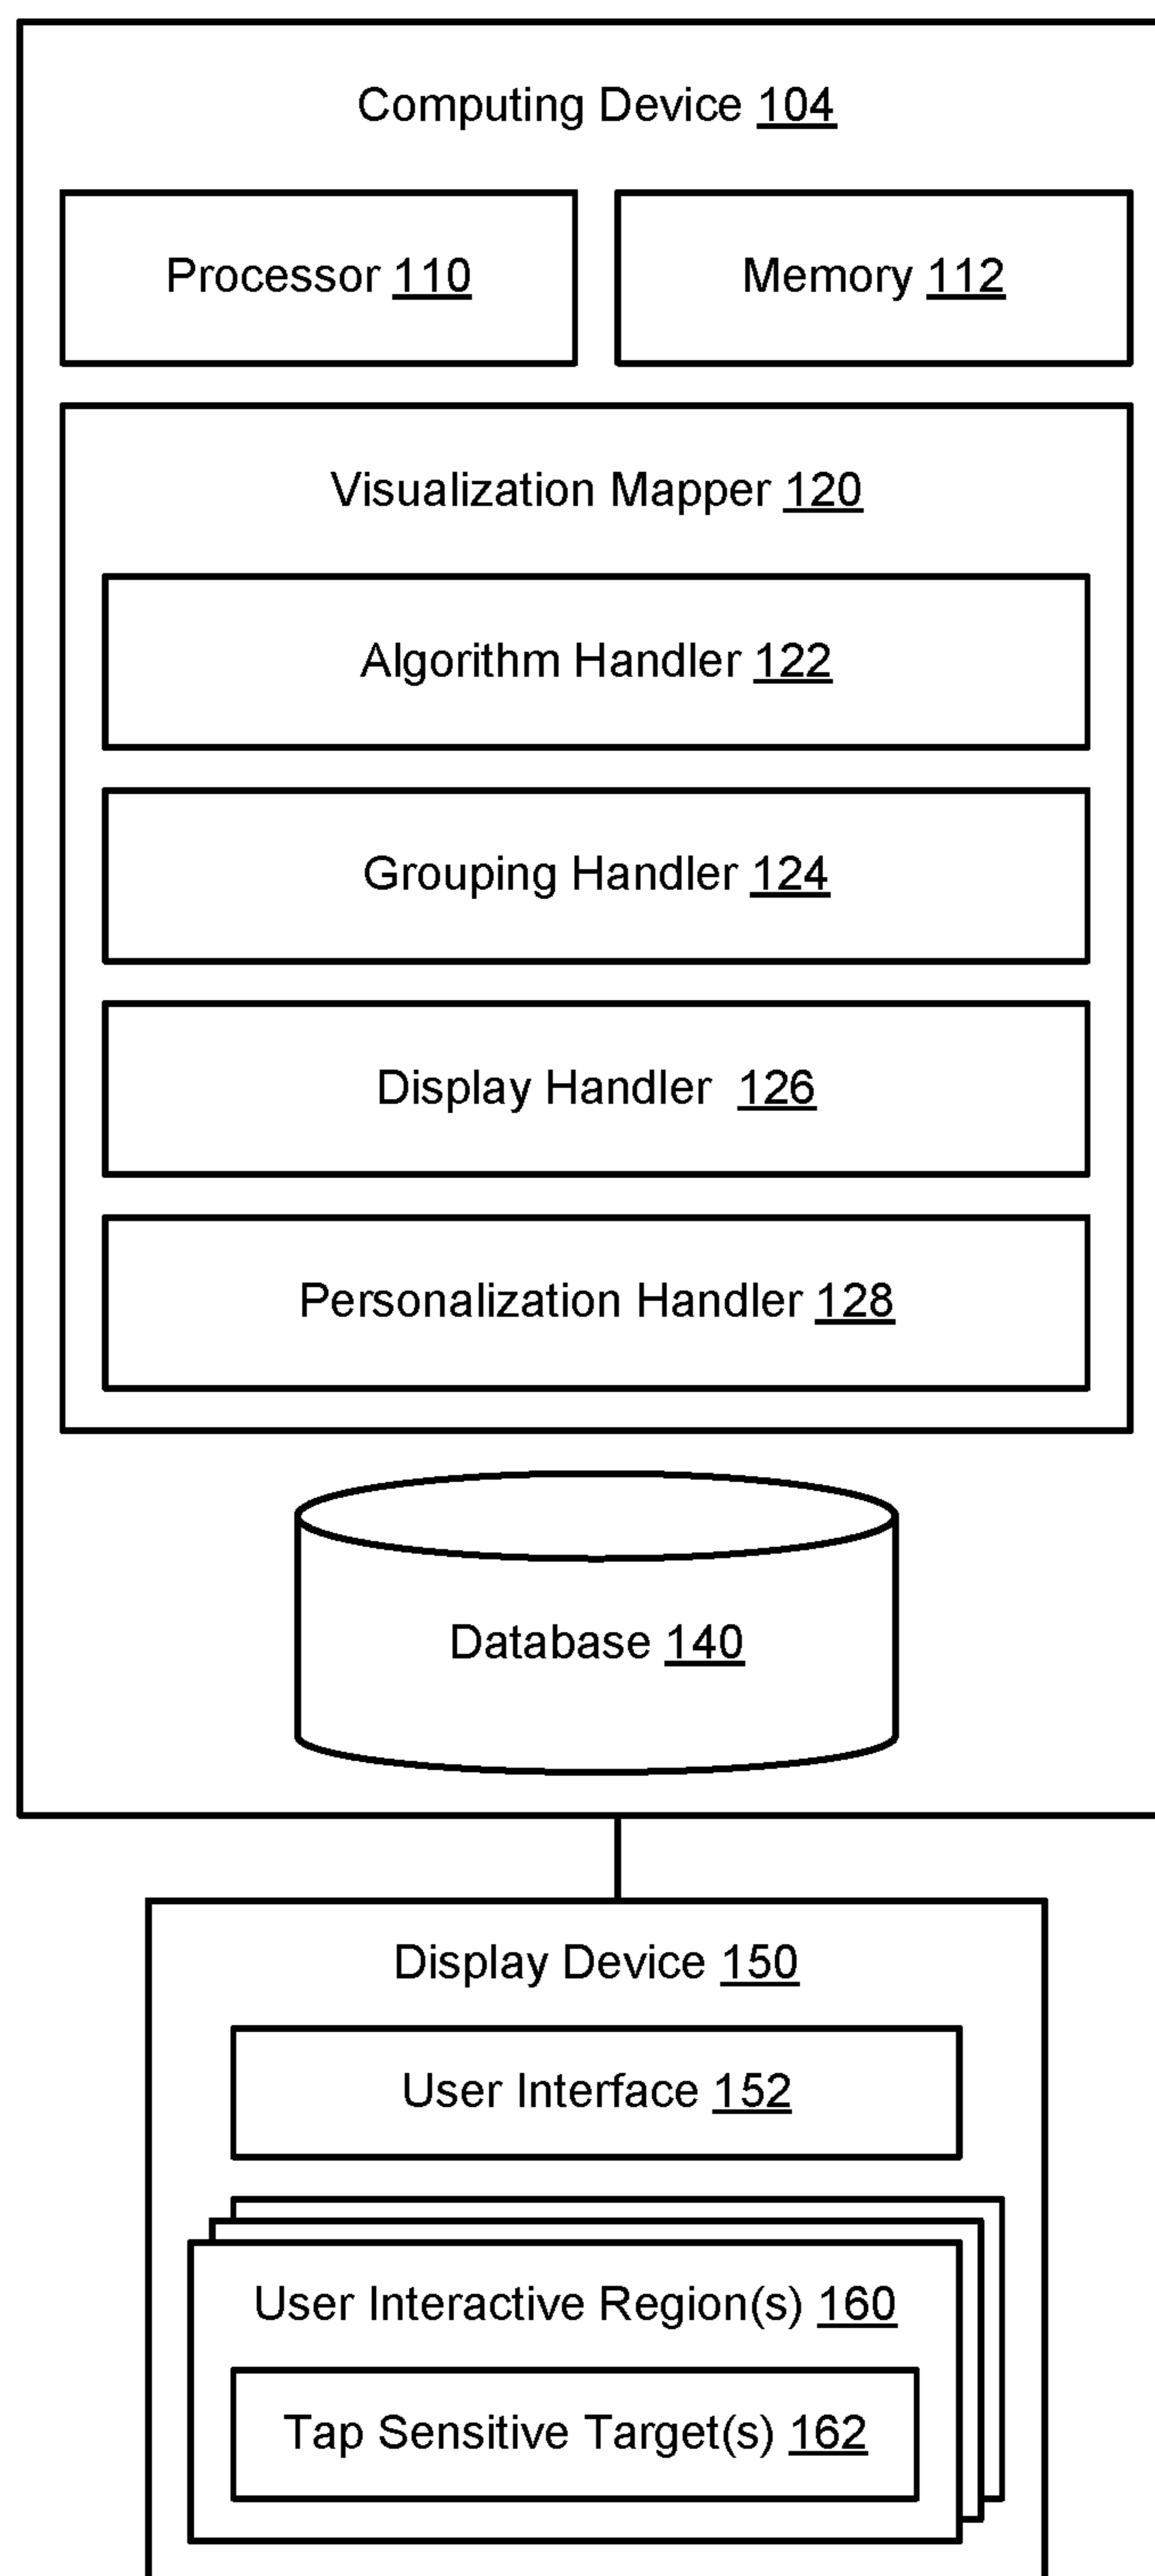 Computing Device 104
Processor 110
Memory 112
Visualization Mapper 120
Algorithm Handler 122
Grouping Handler 124
Display Handler 126
Personalization Handler 128
Database 140
Display Device 150
User Interface 152
User Interactive Region(s) 160
Tap Sensitive Target(s) 162